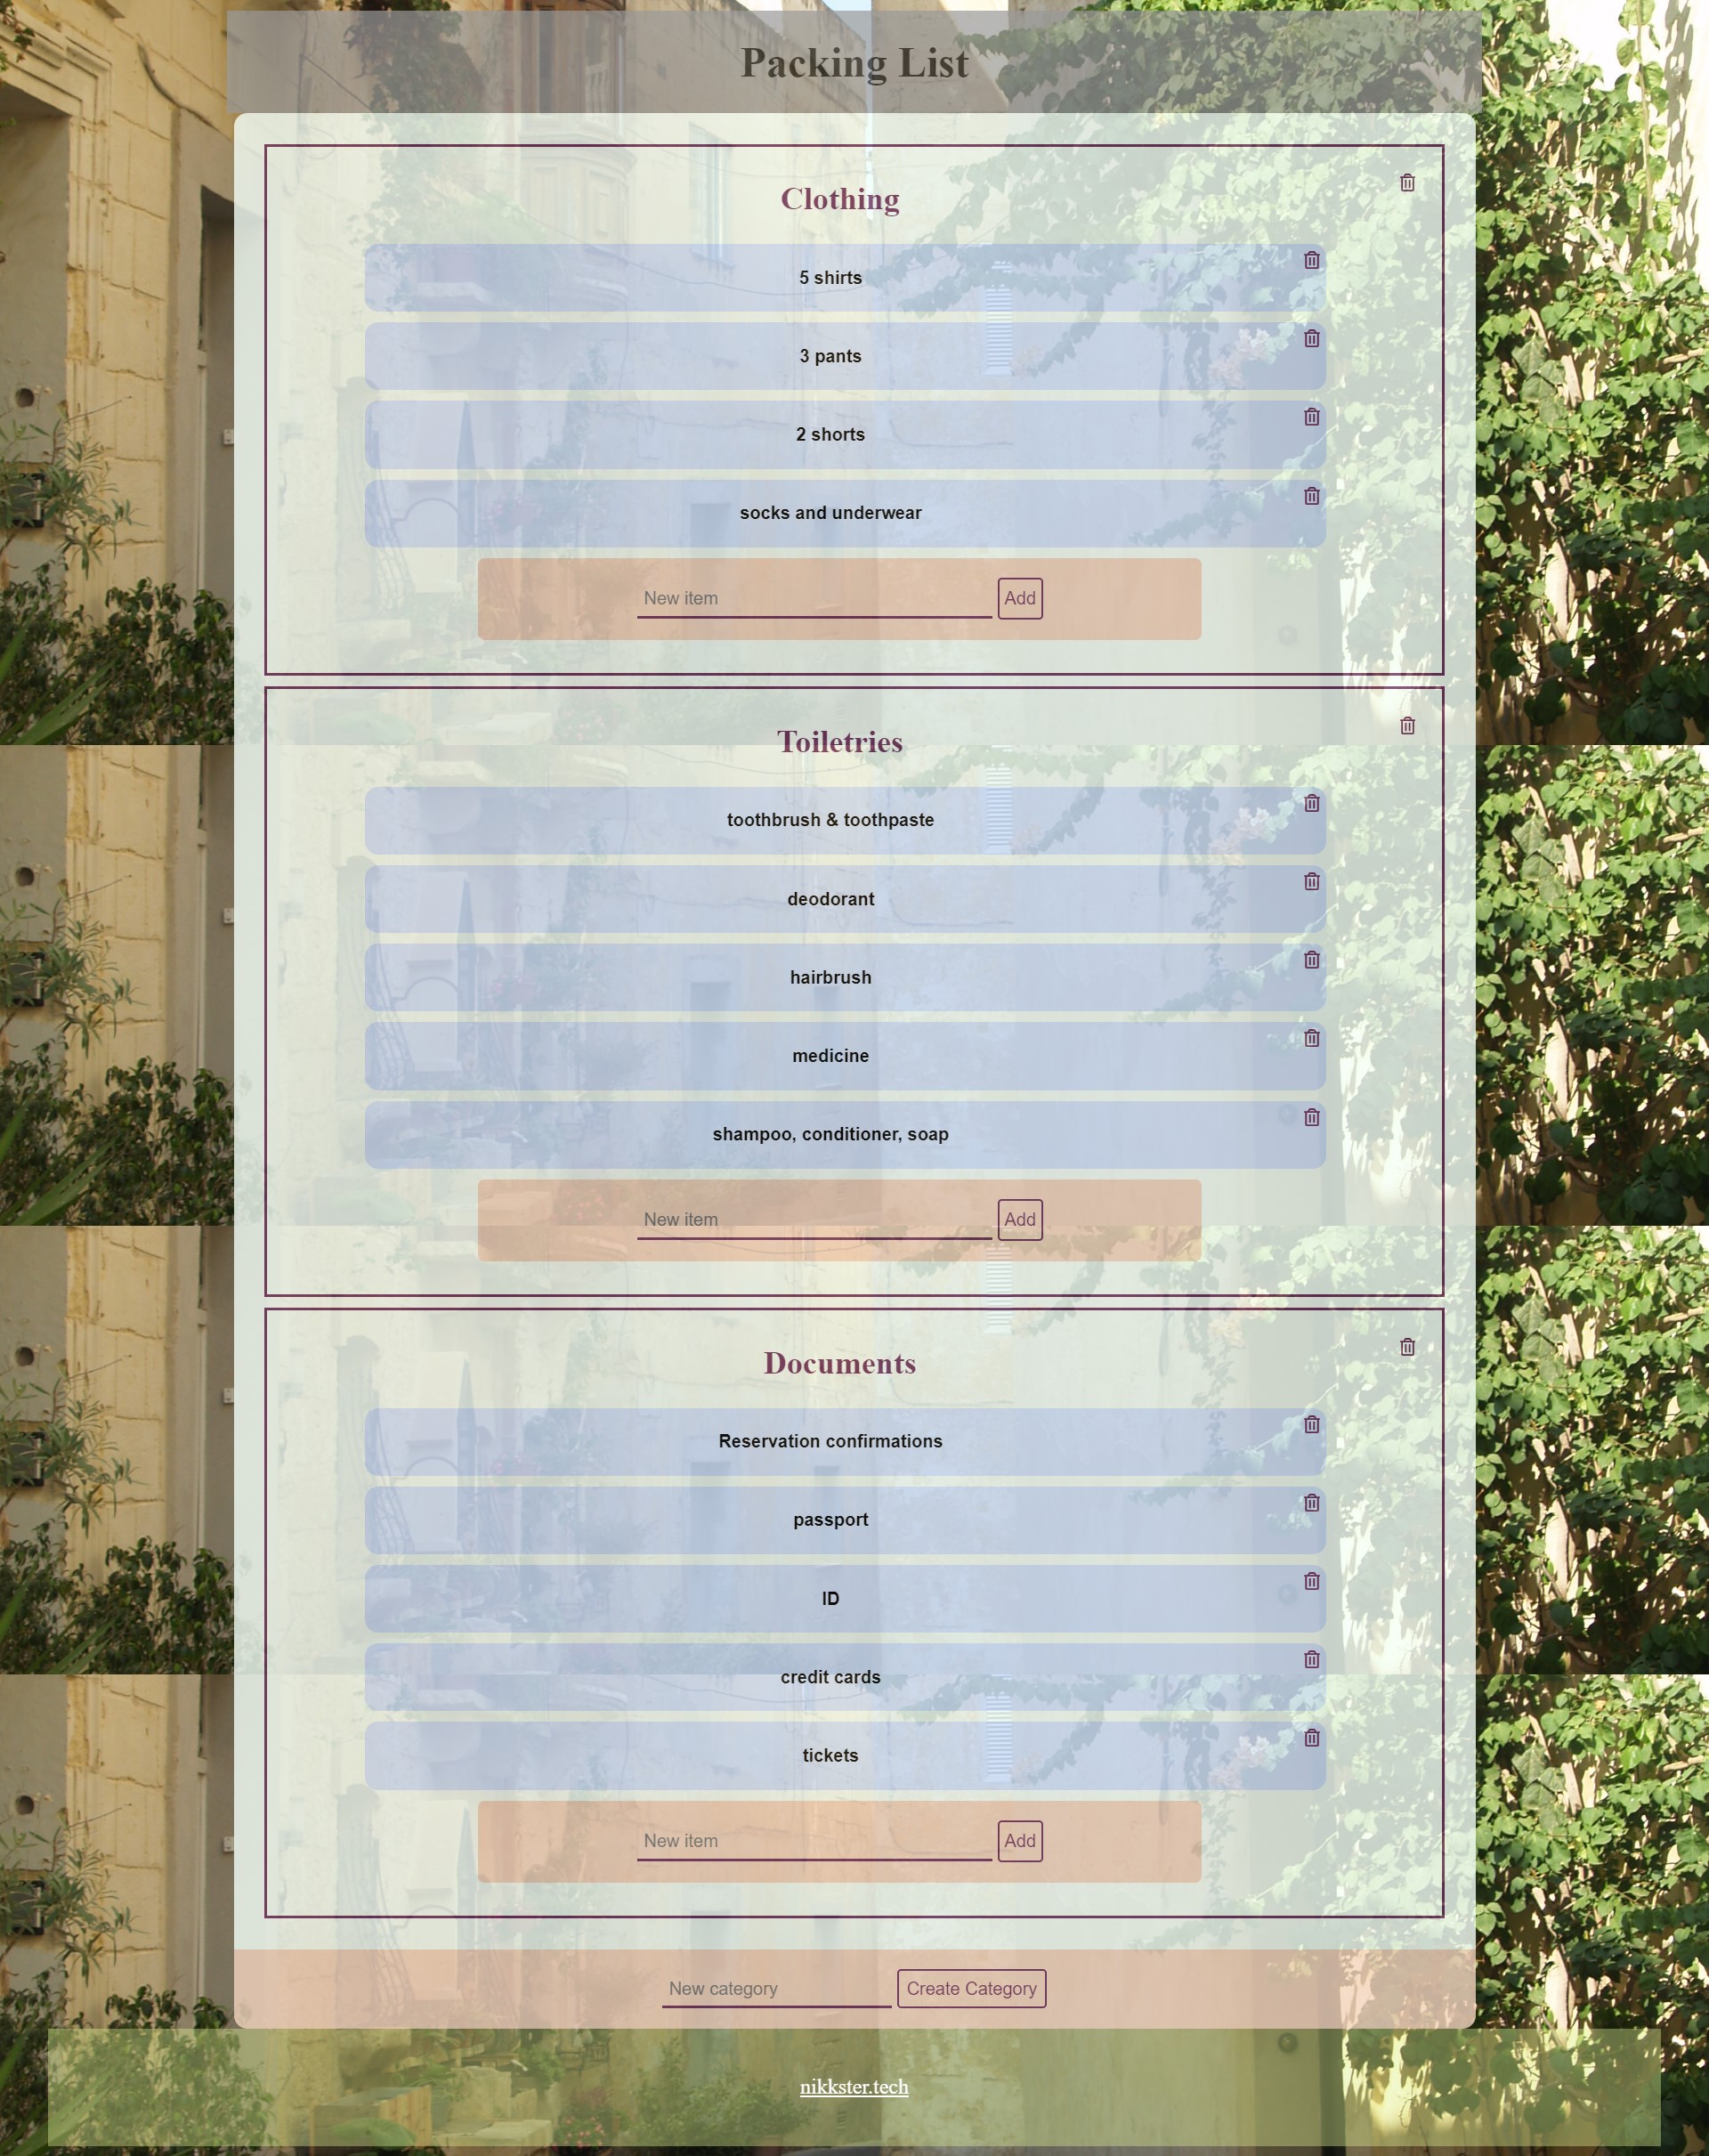 Packing List
Clothing
5 shirts
3 pants
2 shorts
socks and underwear
New item
Add
Toiletries
toothbrush & toothpaste
deodorant
hairbrush
medicine
shampoo, conditioner, soap
New item
Add
Documents
Reservation confirmations
passport
ID
credit cards
tickets
New item
Add
New category
Create Category
nikkster.tech